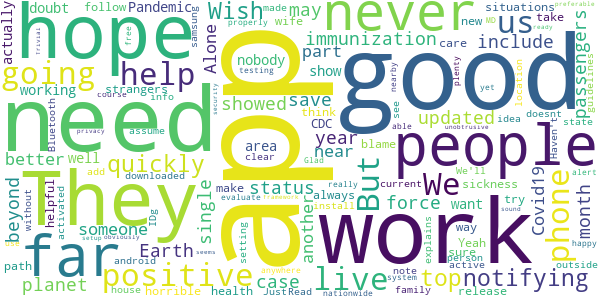 doubt
follow
Pandemic
Wish
may
never
us
situations
made
take
new
MD
Did
free
samsung
actually
hope
Alone
wife
immunization
part
include
care
course
trivial
properly
testing
nobody
show
idea
doesnt
plenty
ready
preferable
going
help
working
strangers
showed
save
think
updated
passengers
guidelines
location
state
yet
nearby
see
need
app
good
people
Bluetooth
info
assume
CDC
year
blame
able
unobtrusive
privacy
security
area
clear
Glad
hear
better
well
quickly
add
downloaded
make
status
But
We
current
sickness
Haven't
We'll
alert
They
evaluate
framework
always
force
want
try
really
install
work
Covid19
phone
month
beyond
without
helpful
activated
someone
single
another
setting
explains
way
Yeah
sure
outside
happy
sound
far
Earth
android
setup
obviously
live
top
notifying
person
active
note
system
path
planet
positive
case
seems
anywhere
house
horrible
health
JustRead
nationwide
family
release